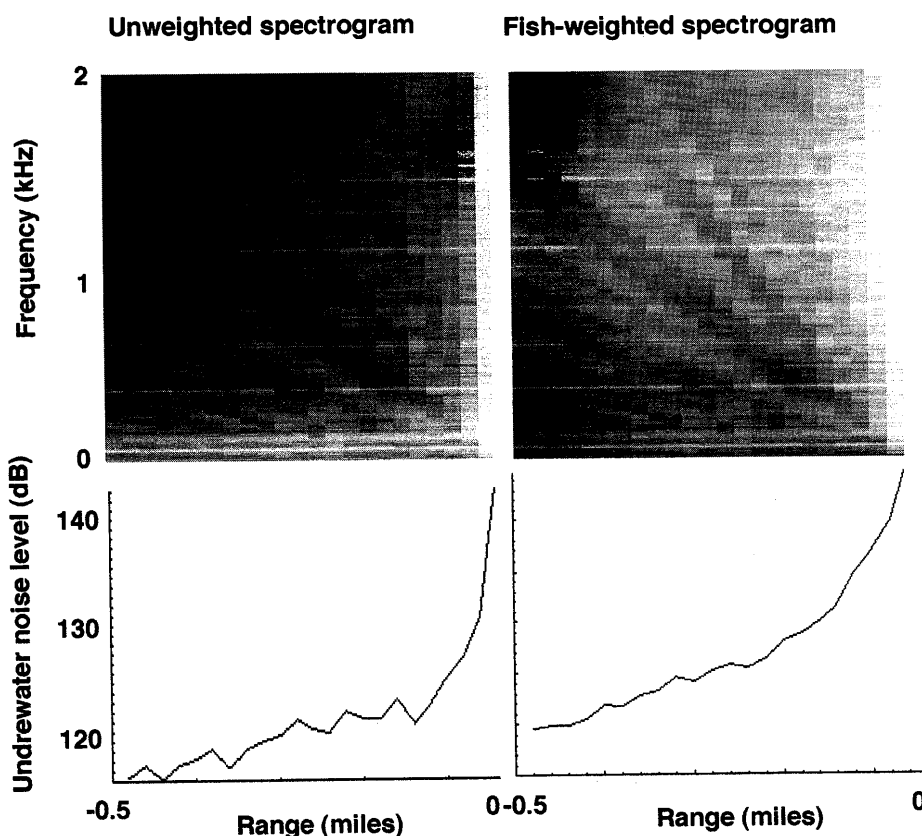 Unweighted spectrogram
Fish-weighted spectrogram
Frequency (kHz)
2
1
0
Undrewater noise level (dB)
140
130
120
-0.5
0
-0.5
0
Range (miles)
Range (miles)